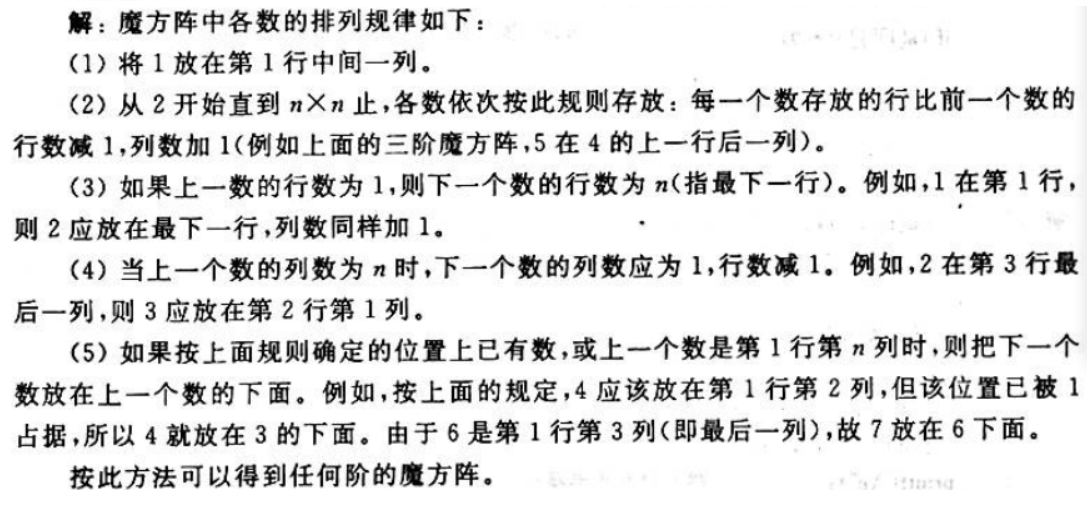 解：魔方阵中各数的排列规律如下：
（1）将 1 放在第 1 行中间一列。
（2）从 2 开始直到 n×n 止,各数依次按此规则存放：每一个数存放的行比前一个数的
行数减 1,列数加 1(例如上面的三阶魔方阵,5 在 4 的上一行后一列)。
（3）如果上一数的行数为 1,则下一个数的行数为 n(指最下一行)。例如,1 在第 1 行,
则 2 应放在最下一行,列数同样加 1。
（4）当上一个数的列数为 n 时,下一个数的列数应为 1,行数减 1。例如,2 在第 3 行最
后一列,则 3 应放在第 2 行第 1 列。
（5）如果按上面规则确定的位置上已有数,或上一个数是第 1 行第 n 列时,则把下一个
数放在上一个数的下面。例如,按上面的规定,4 应该放在第 1 行第 2 列,但该位置已被 1
占据,所以 4 就放在 3 的下面。由于 6 是第 1 行第 3 列(即最后一列),故 7 放在 6 下面。
按此方法可以得到任何阶的魔方阵。